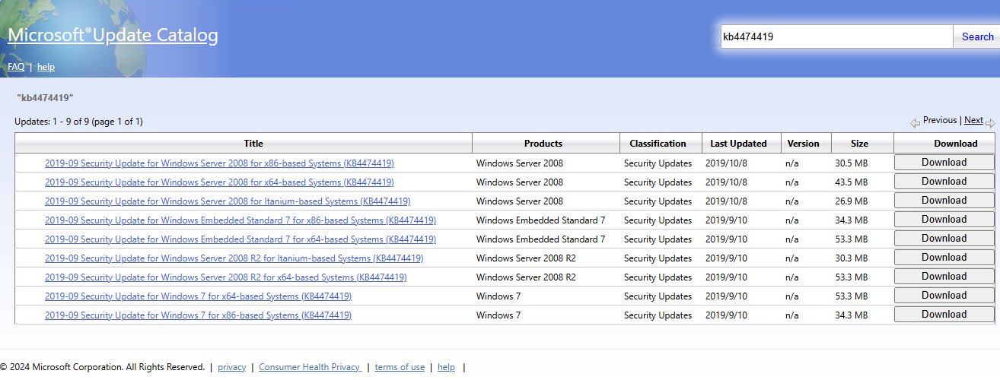 Microsoft®Update Catalog
kb4474419 Search
FAQ | help
"kb4474419"
Updates: 1 - 9 of 9 (page 1 of 1) Previous | Next
Title Products Classification Last Updated Version Size Download
2019-09 Security Update for Windows Server 2008 for x86-based Systems (KB4474419) Windows Server 2008 Security Updates 2019/10/8 n/a 30.5 MB Download
2019-09 Security Update for Windows Server 2008 for x64-based Systems (KB4474419) Windows Server 2008 Security Updates 2019/10/8 n/a 43.5 MB Download
2019-09 Security Update for Windows Server 2008 for Itanium-based Systems (KB4474419) Windows Server 2008 Security Updates 2019/10/8 n/a 26.9 MB Download
2019-09 Security Update for Windows Embedded Standard 7 for x86-based Systems (KB4474419) Windows Embedded Standard 7 Security Updates 2019/9/10 n/a 34.3 MB Download
2019-09 Security Update for Windows Embedded Standard 7 for x64-based Systems (KB4474419) Windows Embedded Standard 7 Security Updates 2019/9/10 n/a 53.3 MB Download
2019-09 Security Update for Windows Server 2008 R2 for Itanium-based Systems (KB4474419) Windows Server 2008 R2 Security Updates 2019/9/10 n/a 30.3 MB Download
2019-09 Security Update for Windows Server 2008 R2 for x64-based Systems (KB4474419) Windows Server 2008 R2 Security Updates 2019/9/10 n/a 53.3 MB Download
2019-09 Security Update for Windows 7 for x64-based Systems (KB4474419) Windows 7 Security Updates 2019/9/10 n/a 53.3 MB Download
2019-09 Security Update for Windows 7 for x86-based Systems (KB4474419) Windows 7 Security Updates 2019/9/10 n/a 34.3 MB Download
© 2024 Microsoft Corporation. All Rights Reserved. | privacy | Consumer Health Privacy | terms of use | help |